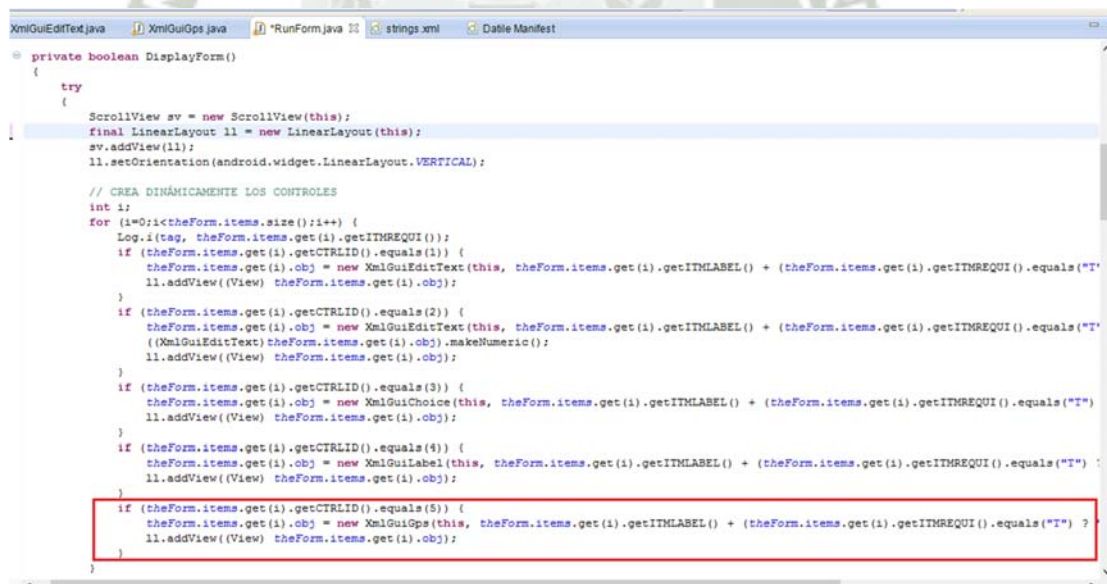 XmlGuiEditText.java XmlGuiGps.java *RunForm.java strings.xml Datile Manifest
private boolean DisplayForm()
{
try
{
ScrollView sv = new ScrollView(this);
final LinearLayout ll = new LinearLayout(this);
sv.addView(ll);
ll.setOrientation(android.widget.LinearLayout.VERTICAL);
// CREA DINÁMICAMENTE LOS CONTROLES
int i;
for (i=0;i<theForm.items.size();i++) {
Log.i(tag, theForm.items.get(i).getITMREQUI());
if (theForm.items.get(i).getCTRLID().equals(1)) {
theForm.items.get(i).obj = new XmlGuiEditText(this, theForm.items.get(i).getITMLABEL() + (theForm.items.get(i).getITMREQUI().equals("T"
ll.addView((View) theForm.items.get(i).obj);
}
if (theForm.items.get(i).getCTRLID().equals(2)) {
theForm.items.get(i).obj = new XmlGuiEditText(this, theForm.items.get(i).getITMLABEL() + (theForm.items.get(i).getITMREQUI().equals("T"
((XmlGuiEditText)theForm.items.get(i).obj).makeNumeric();
ll.addView((View) theForm.items.get(i).obj);
}
if (theForm.items.get(i).getCTRLID().equals(3)) {
theForm.items.get(i).obj = new XmlGuiChoice(this, theForm.items.get(i).getITMLABEL() + (theForm.items.get(i).getITMREQUI().equals("T")
ll.addView((View) theForm.items.get(i).obj);
}
if (theForm.items.get(i).getCTRLID().equals(4)) {
theForm.items.get(i).obj = new XmlGuiLabel(this, theForm.items.get(i).getITMLABEL() + (theForm.items.get(i).getITMREQUI().equals("T") ?
ll.addView((View) theForm.items.get(i).obj);
}
if (theForm.items.get(i).getCTRLID().equals(5)) {
theForm.items.get(i).obj = new XmlGuiGps(this, theForm.items.get(i).getITMLABEL() + (theForm.items.get(i).getITMREQUI().equals("T") ? "
ll.addView((View) theForm.items.get(i).obj);
}
}